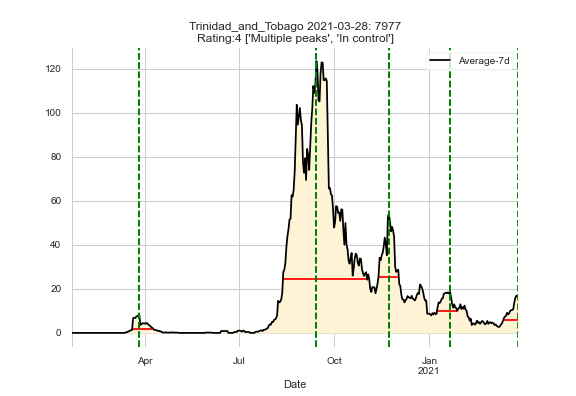 Trinidad_and_Tobago 2021-03-28: 7977
Rating:4 ['Multiple peaks', 'In control']
Average-7d
120
100
80
60
40
20
0
Apr
Jul
Oct
Jan
2021
Date